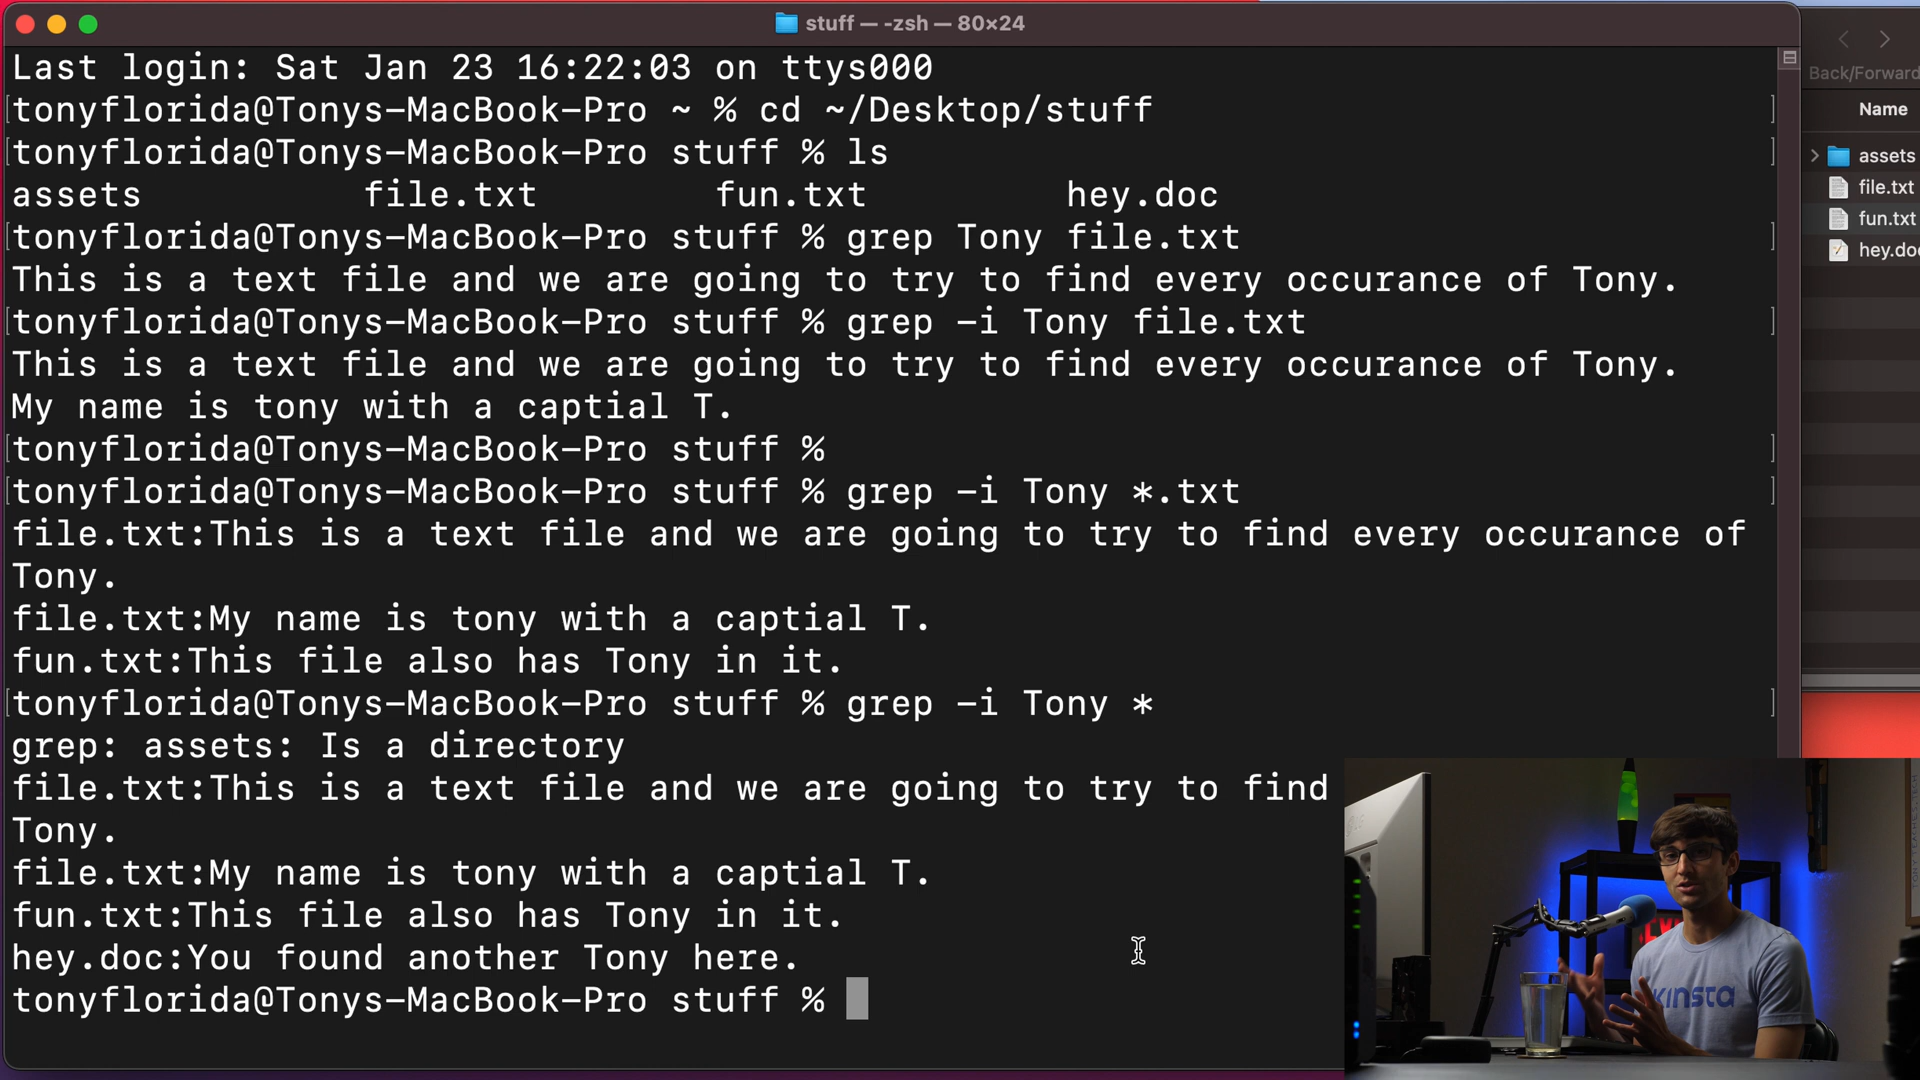 stuff — -zsh — 80×24
Last login: Sat Jan 23 16:22:03 on ttys000
[tonyflorida@Tonys-MacBook-Pro ~ % cd ~/Desktop/stuff ]
[tonyflorida@Tonys-MacBook-Pro stuff % ls ]
assets file.txt fun.txt hey.doc
[tonyflorida@Tonys-MacBook-Pro stuff % grep Tony file.txt ]
This is a text file and we are going to try to find every occurance of Tony.
[tonyflorida@Tonys-MacBook-Pro stuff % grep -i Tony file.txt ]
This is a text file and we are going to try to find every occurance of Tony.
My name is tony with a captial T.
[tonyflorida@Tonys-MacBook-Pro stuff % ]
[tonyflorida@Tonys-MacBook-Pro stuff % grep -i Tony *.txt ]
file.txt:This is a text file and we are going to try to find every occurance of
Tony.
file.txt:My name is tony with a captial T.
fun.txt:This file also has Tony in it.
[tonyflorida@Tonys-MacBook-Pro stuff % grep -i Tony * ]
grep: assets: Is a directory
file.txt:This is a text file and we are going to try to find
Tony.
file.txt:My name is tony with a captial T.
fun.txt:This file also has Tony in it.
hey.doc:You found another Tony here.
tonyflorida@Tonys-MacBook-Pro stuff %
Back/Forward
Name
assets
file.txt
fun.txt
hey.doc
KINSTA